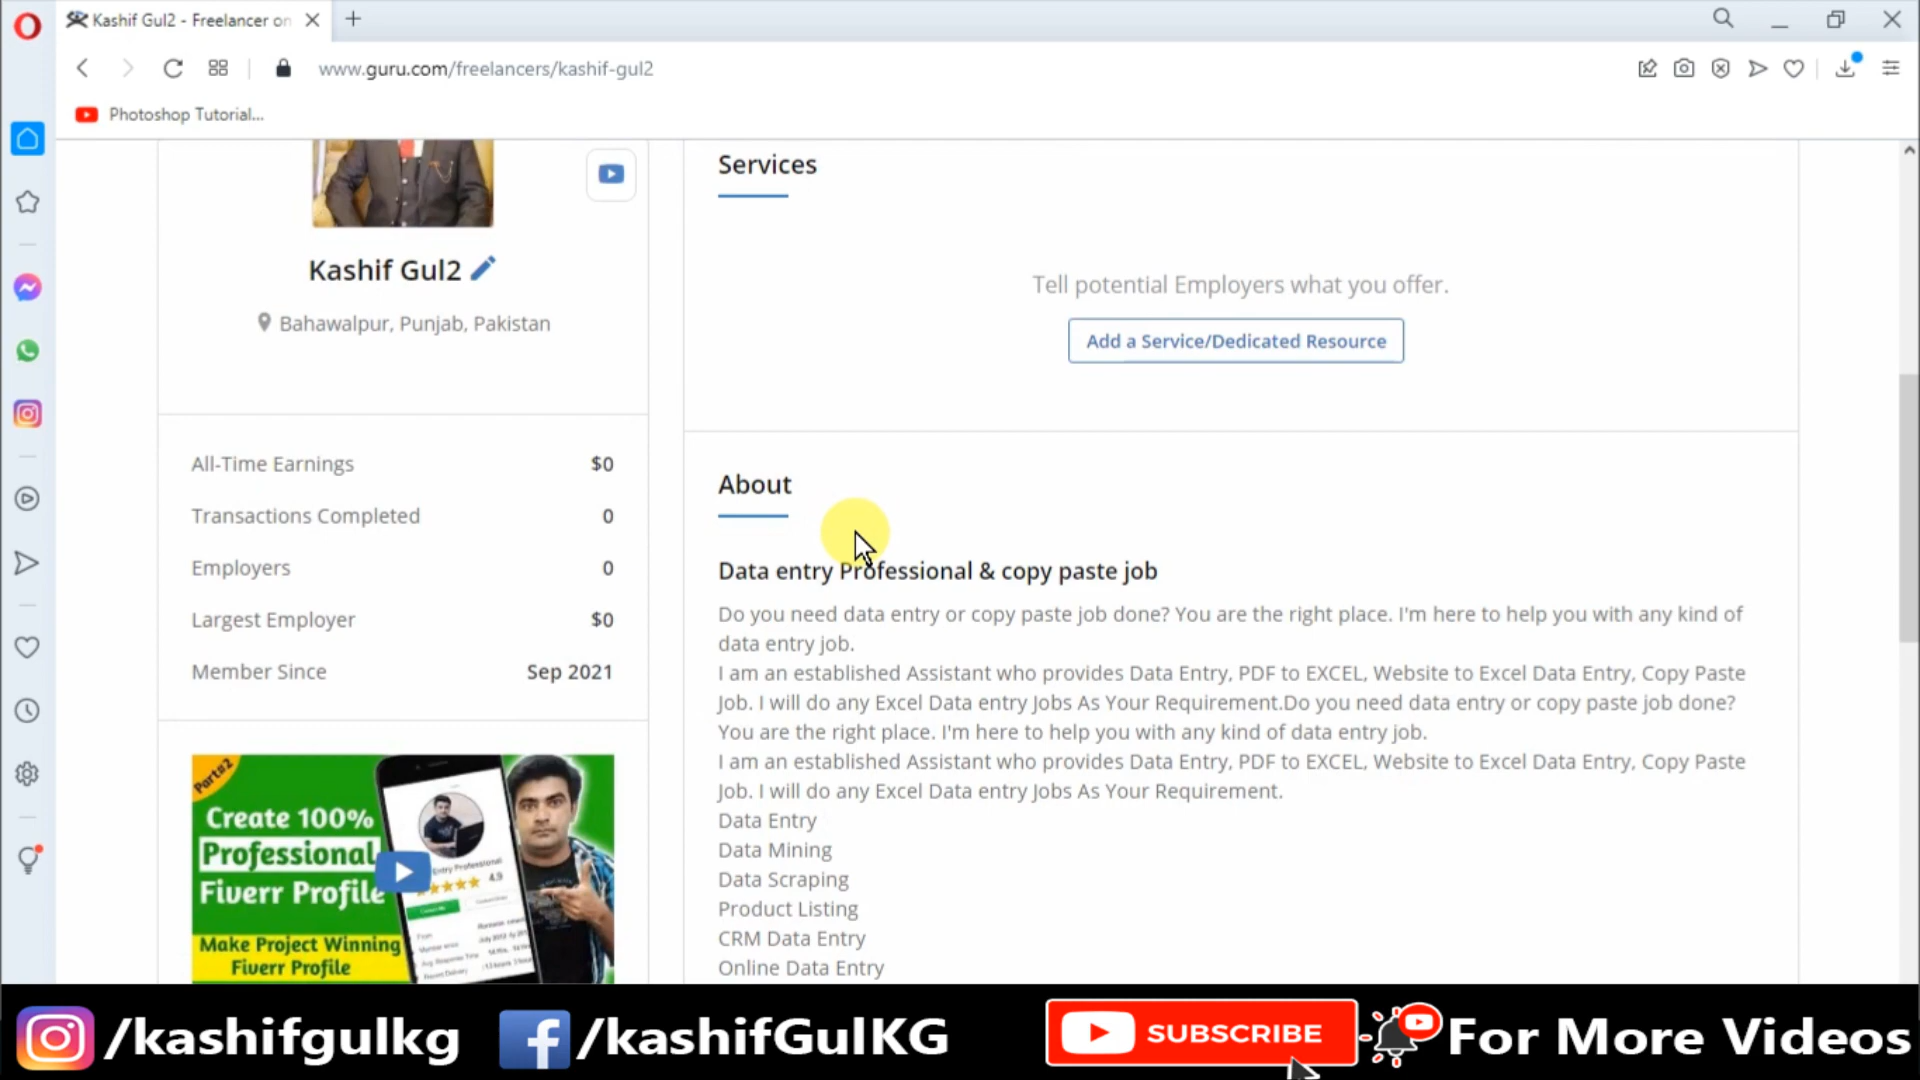 Kashif Gul2 - Freelancer on
www.guru.com/freelancers/kashif-gul2
Photoshop Tutorial...
Kashif Gul2
Bahawalpur, Punjab, Pakistan
All-Time Earnings $0
Transactions Completed 0
Employers 0
Largest Employer $0
Member Since Sep 2021
Part#2
Create 100%
Professional
Fiverr Profile
Make Project Winning
Fiverr Profile
Entry Professional
4.9
Services
Tell potential Employers what you offer.
Add a Service/Dedicated Resource
About
Data entry Professional & copy paste job
Do you need data entry or copy paste job done? You are the right place. I'm here to help you with any kind of
data entry job.
I am an established Assistant who provides Data Entry, PDF to EXCEL, Website to Excel Data Entry, Copy Paste
Job. I will do any Excel Data entry Jobs As Your Requirement.Do you need data entry or copy paste job done?
You are the right place. I'm here to help you with any kind of data entry job.
I am an established Assistant who provides Data Entry, PDF to EXCEL, Website to Excel Data Entry, Copy Paste
Job. I will do any Excel Data entry Jobs As Your Requirement.
Data Entry
Data Mining
Data Scraping
Product Listing
CRM Data Entry
Online Data Entry
/kashifgulkg
/kashifGulKG
SUBSCRIBE
For More Videos